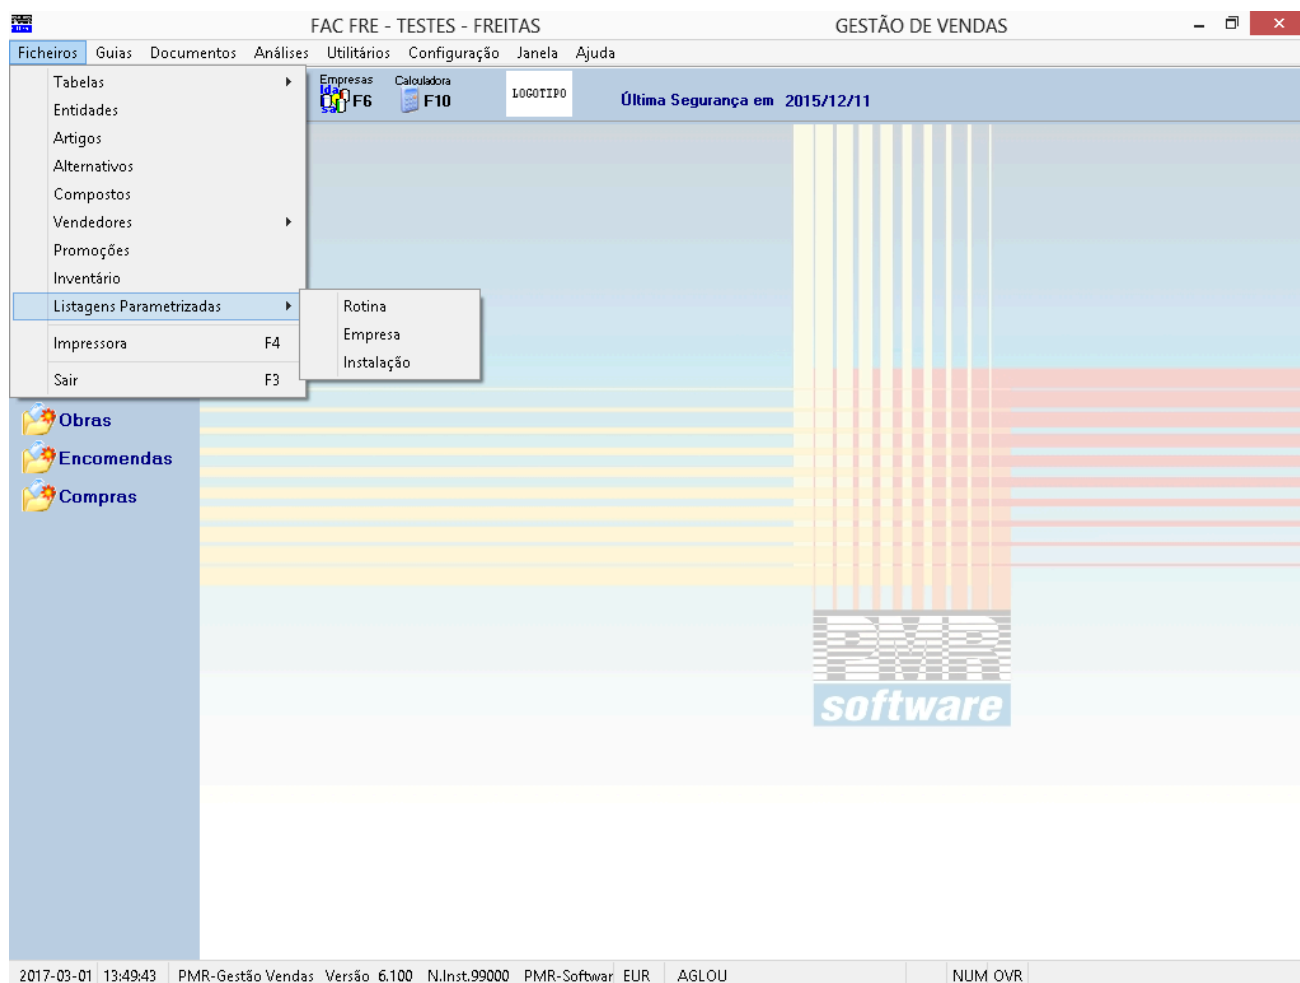 FAC FRE - TESTES - FREITAS GESTÃO DE VENDAS
Ficheiros Guias Documentos Análises Utilitários Configuração Janela Ajuda
Tabelas
Entidades
Artigos
Alternativos
Compostos
Vendedores
Promoções
Inventário
Listagens Parametrizadas
Impressora F4
Sair F3
Rotina
Empresa
Instalação
Empresas
F6
Calculadora
F10
LOGOTIPO
Última Segurança em 2015/12/11
Obras
Encomendas
Compras
PMR
software
2017-03-01 13:49:43 PMR-Gestão Vendas Versão 6.100 N.Inst.99000 PMR-Softwar EUR AGLOU NUM OVR